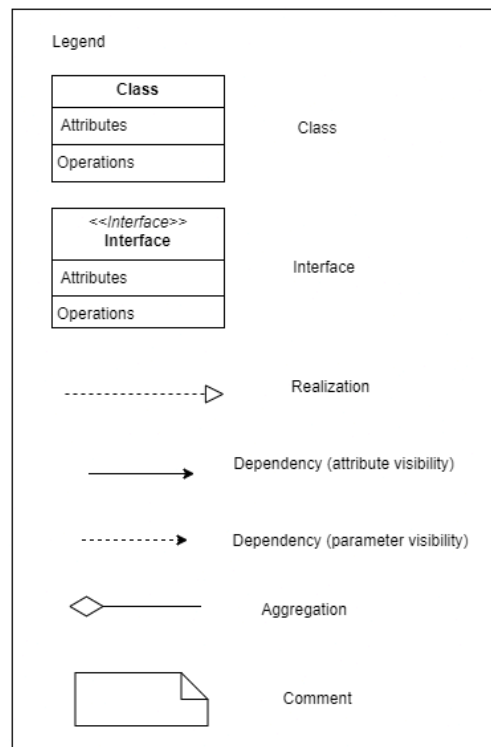 Legend
Class
Attributes
Operations
Class
<<Interface>>
Interface
Attributes
Operations
Interface
Realization
Dependency (attribute visibility)
Dependency (parameter visibility)
Aggregation
Comment